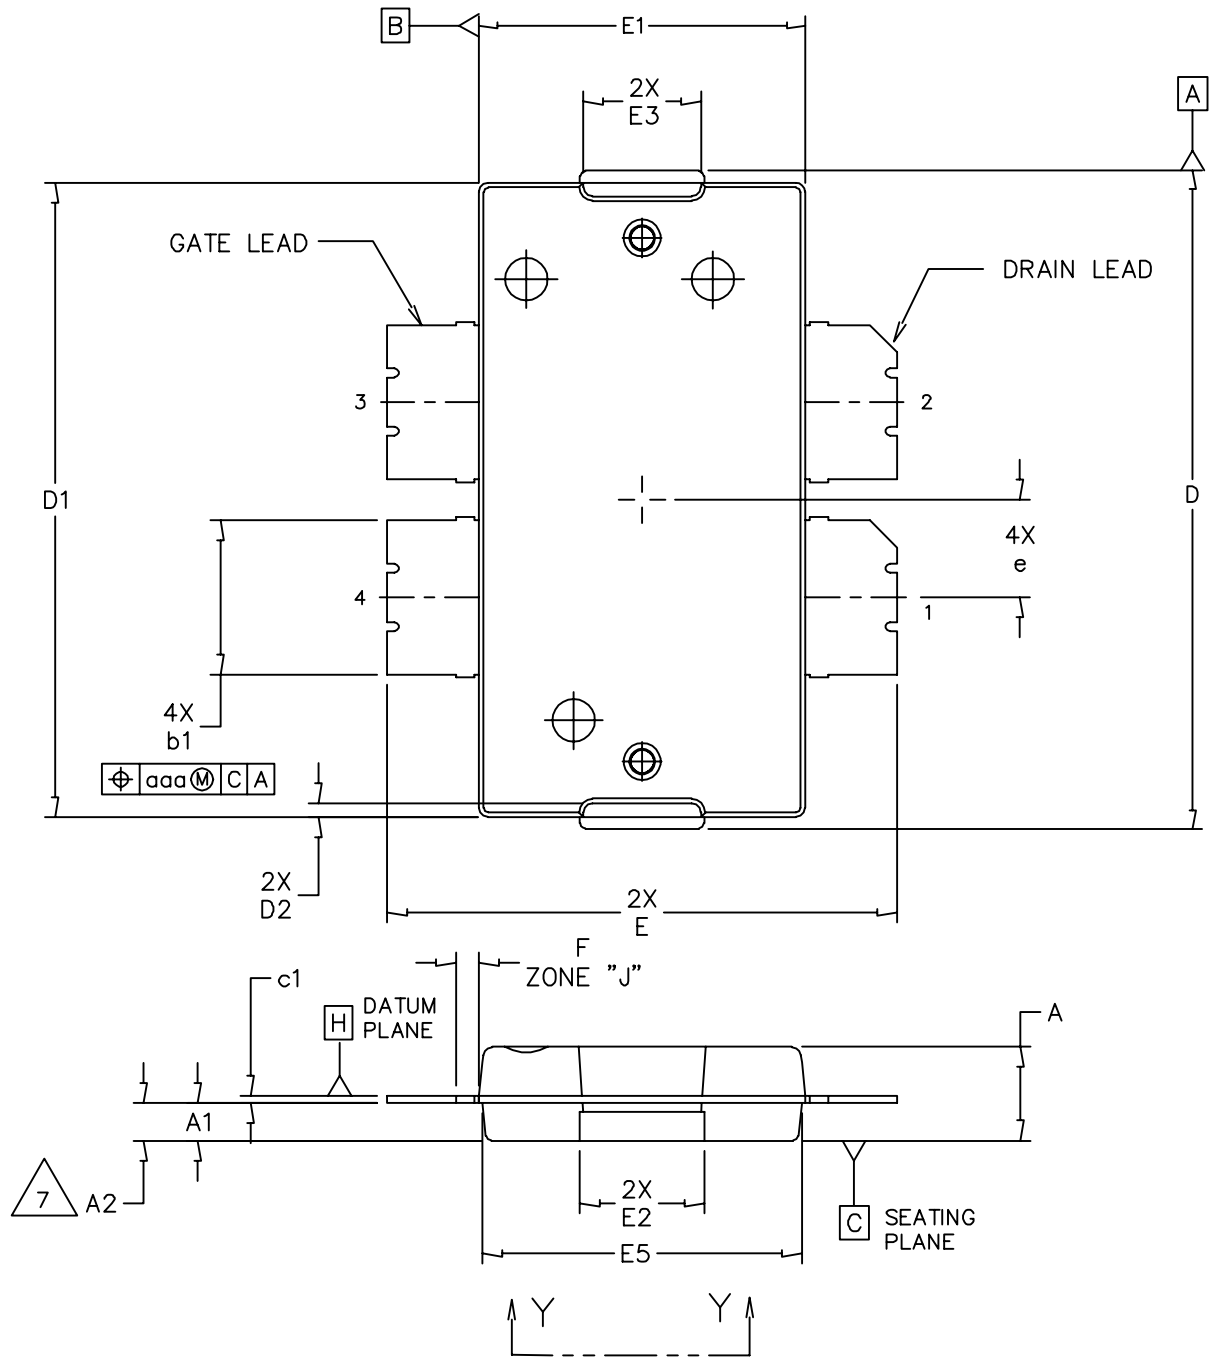 B
E1
2X
E3
A
GATE LEAD
DRAIN LEAD
3
2
D1
D
4X
e
4
1
4X
b1
aaa Ⓜ C A
2X
D2
2X
E
F
ZONE "J"
c1
H
DATUM
PLANE
A
A1
7
A2
2X
E2
C
SEATING
PLANE
E5
Y
Y